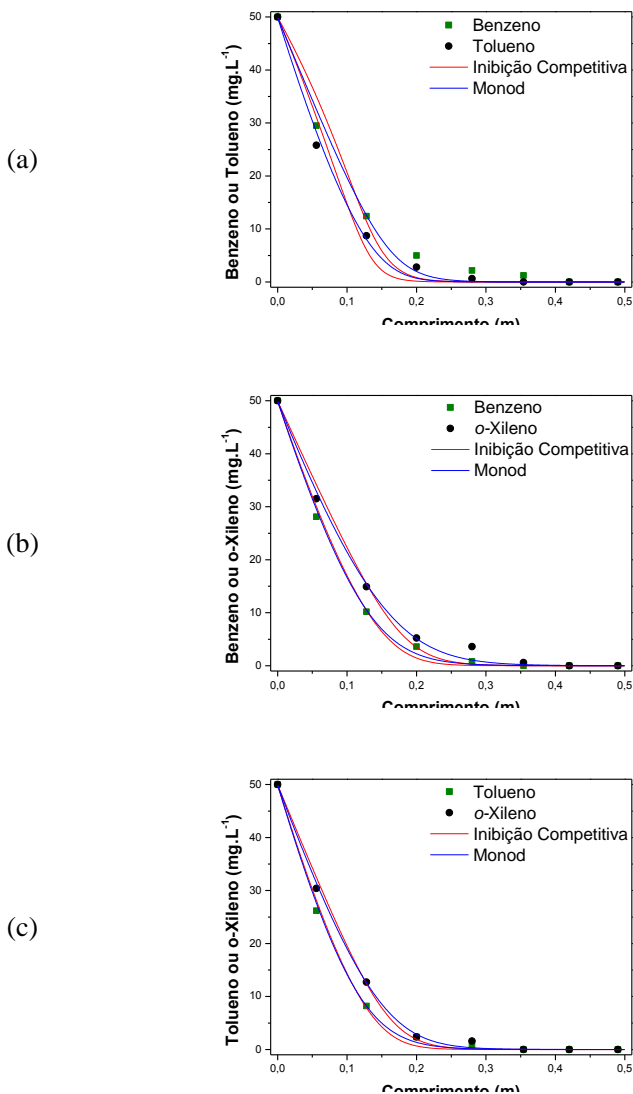 (a)
Benzeno ou Tolueno (mg.L⁻¹)
50
40
30
20
10
0
Benzeno
Tolueno
Inibição Competitiva
Monod
0,0 0,1 0,2 0,3 0,4 0,5
Comprimento (m)
(b)
Benzeno ou o-Xileno (mg.L⁻¹)
50
40
30
20
10
0
Benzeno
o-Xileno
Inibição Competitiva
Monod
0,0 0,1 0,2 0,3 0,4 0,5
Comprimento (m)
(c)
Tolueno ou o-Xileno (mg.L⁻¹)
50
40
30
20
10
0
Tolueno
o-Xileno
Inibição Competitiva
Monod
0,0 0,1 0,2 0,3 0,4 0,5
Comprimento (m)